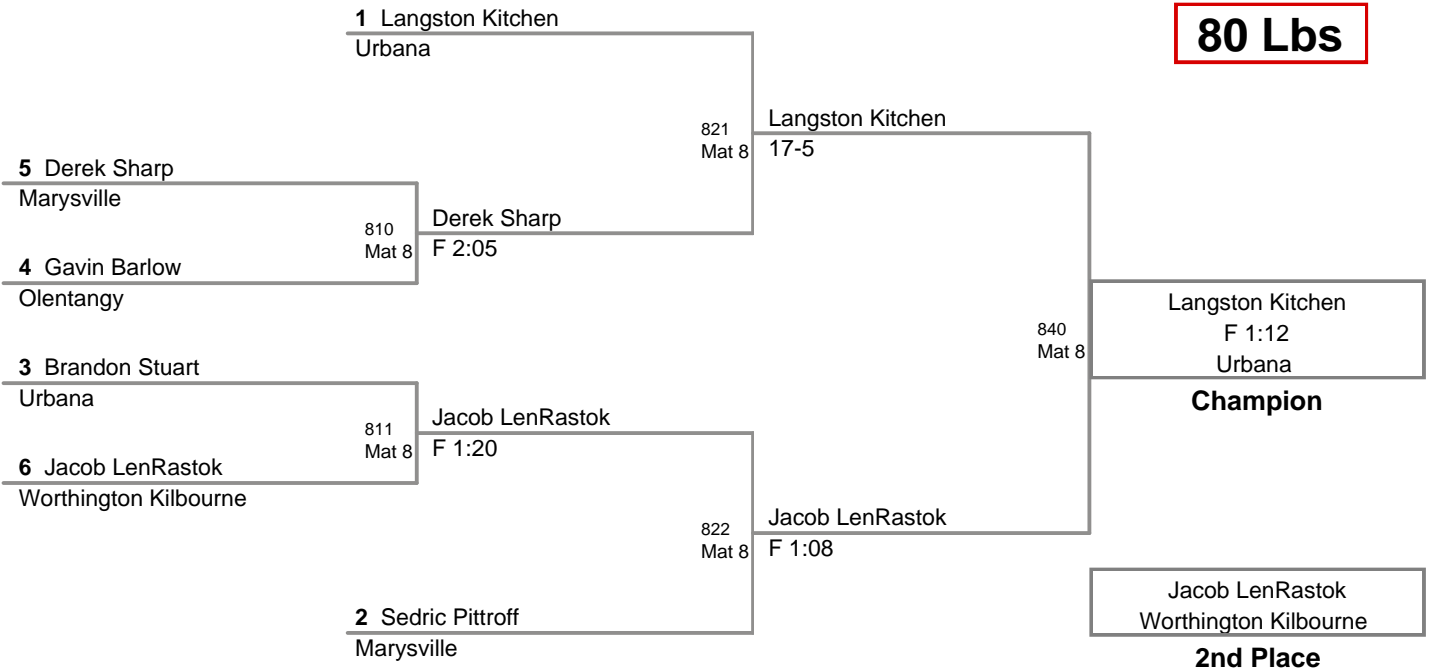 1 Langston Kitchen
Urbana
80 Lbs
821
Mat 8
Langston Kitchen
17-5
5 Derek Sharp
Marysville
810
Mat 8
Derek Sharp
F 2:05
4 Gavin Barlow
Olentangy
840
Mat 8
Langston Kitchen
F 1:12
Urbana
Champion
3 Brandon Stuart
Urbana
811
Mat 8
Jacob LenRastok
F 1:20
6 Jacob LenRastok
Worthington Kilbourne
822
Mat 8
Jacob LenRastok
F 1:08
2 Sedric Pittroff
Marysville
Jacob LenRastok
Worthington Kilbourne
2nd Place